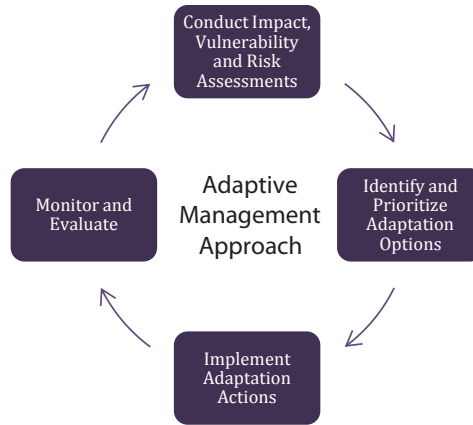 Conduct Impact,
Vulnerability
and Risk
Assessments
Identify and
Prioritize
Adaptation
Options
Implement
Adaptation
Actions
Monitor and
Evaluate
Adaptive
Management
Approach